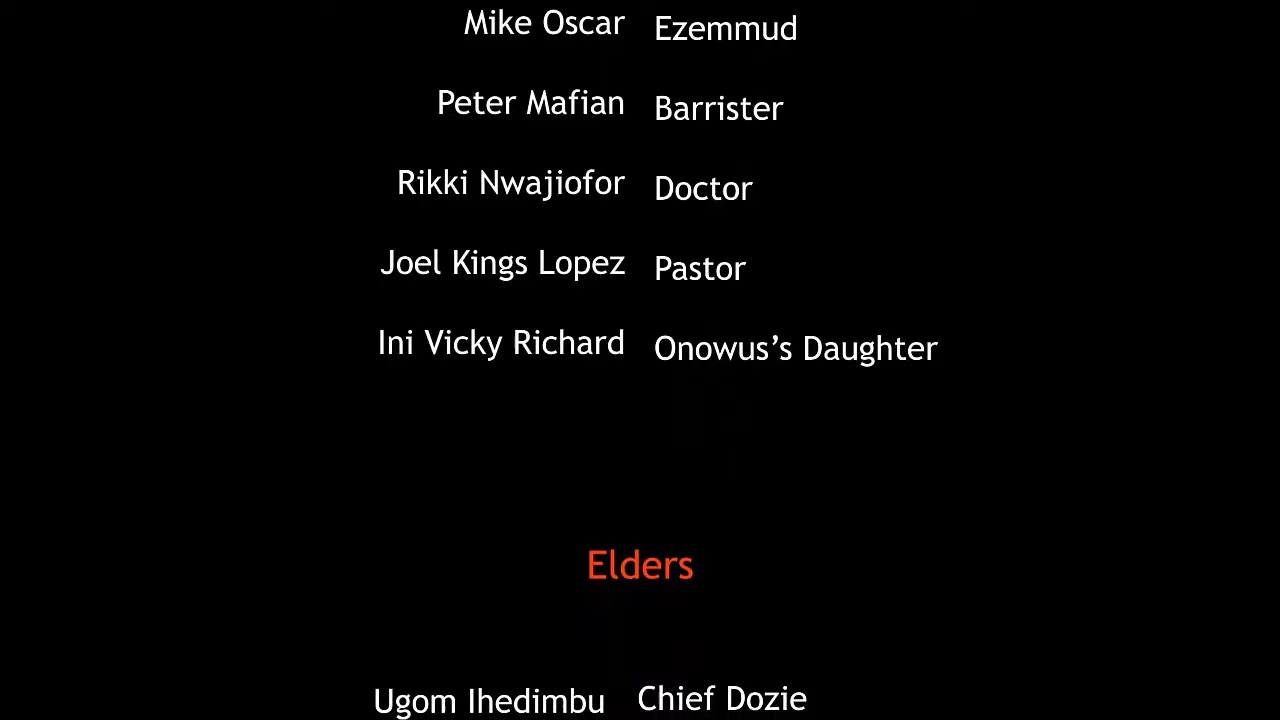 Mike Oscar Ezemmud
Peter Mafian Barrister
Rikki Nwajiofor Doctor
Joel Kings Lopez Pastor
Ini Vicky Richard Onowus’s Daughter
Elders
Ugom Ihedimbu Chief Dozie